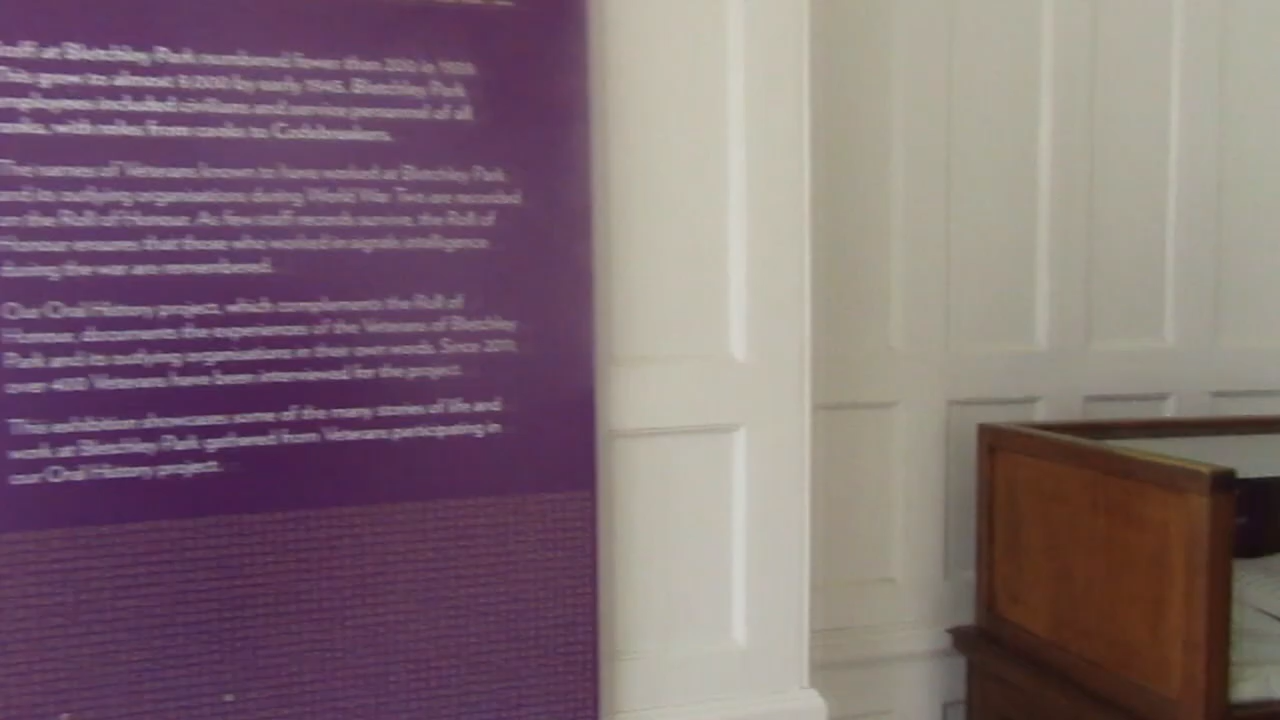 at Bletchley Park numbered fewer than 200 in
This grew to almost 9,000 by early 1945. Bletchley Park
employees included civilians and service personnel of all
with roles from cooks to Codebreakers.
The names of Veterans known to have worked at Bletchley Park
and its outlying organisations during World War Two are recorded
the Roll of Honour. As few staff records survive, the Roll of
Honour ensures that those who worked in signals intelligence
during the war are remembered.
Our Oral History project, which complements the Roll of
Honour, documents the experiences of the Veterans of Bletchley
Park and its outlying organisations in their own words. Since 2011,
over 400 Veterans have been interviewed for the project.
The exhibition showcases some of the many stories of life and
work at Bletchley Park gathered from Veterans participating in
our Oral History project.